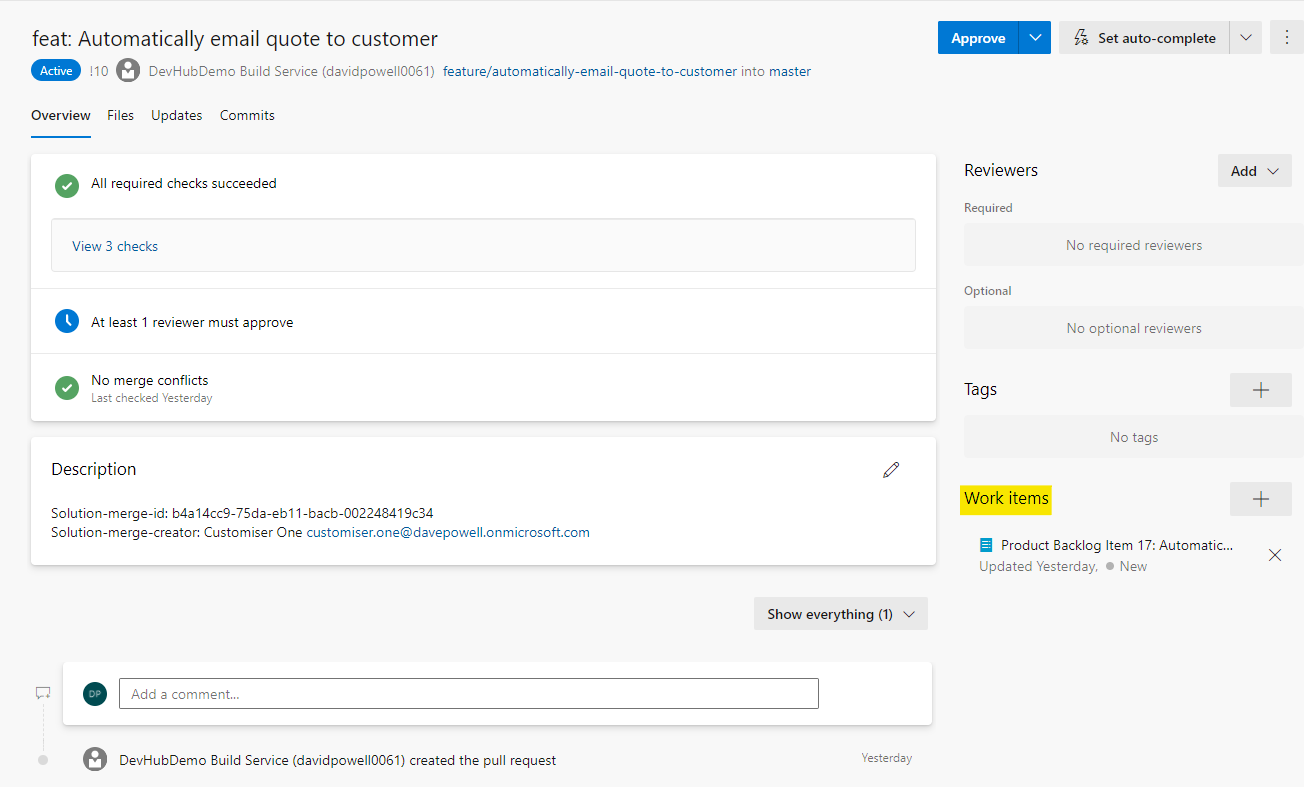 feat: Automatically email quote to customer
Approve
Set auto-complete
Active !10 DevHubDemo Build Service (davidpowell0061) feature/automatically-email-quote-to-customer into master
Overview Files Updates Commits
All required checks succeeded
View 3 checks
At least 1 reviewer must approve
No merge conflicts
Last checked Yesterday
Description
Solution-merge-id: b4a14cc9-75da-eb11-bacb-002248419c34
Solution-merge-creator: Customiser One customiser.one@davepowell.onmicrosoft.com
Show everything (1)
DP
Add a comment...
DevHubDemo Build Service (davidpowell0061) created the pull request
Yesterday
Reviewers
Add
Required
No required reviewers
Optional
No optional reviewers
Tags
No tags
Work items
Product Backlog Item 17: Automatic...
Updated Yesterday, New